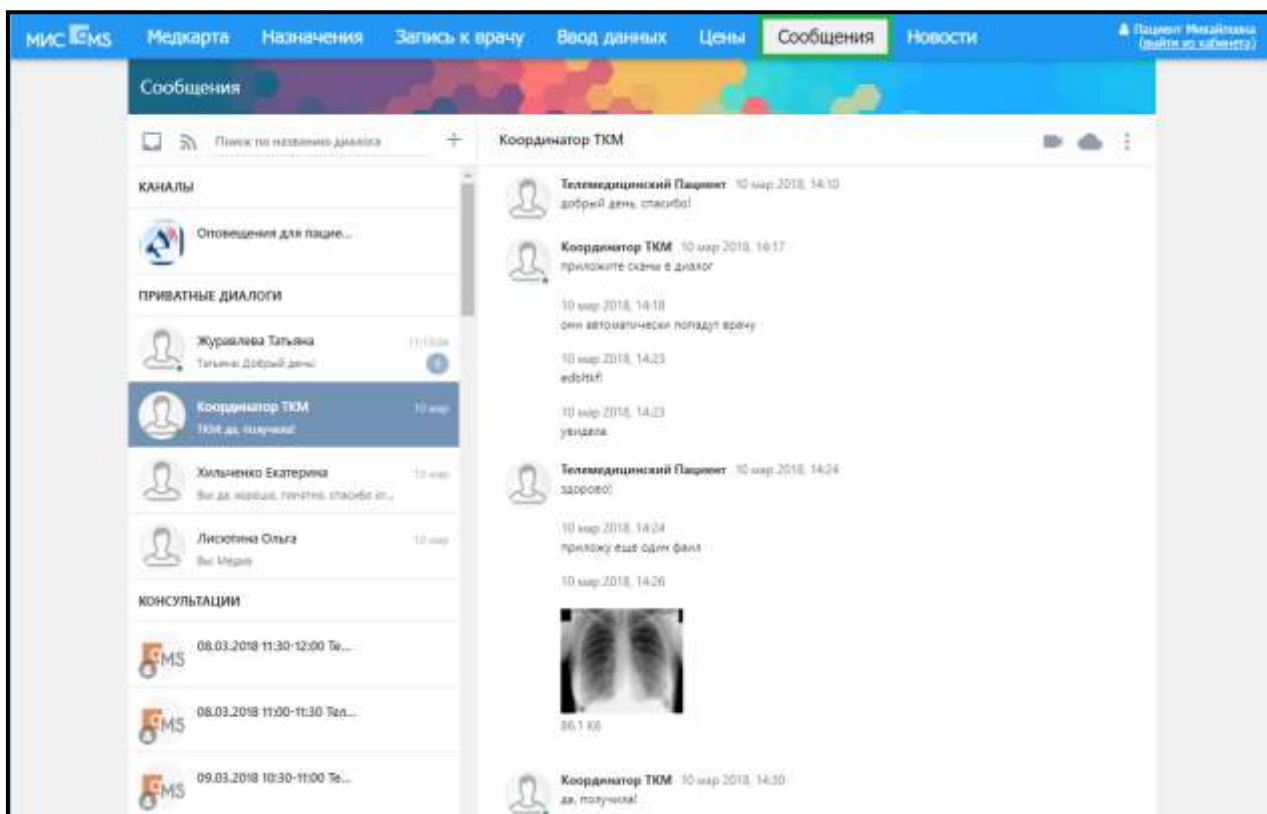 МИС CMS Медкарта Назначения Запись к врачу Ввод данных Цены Сообщения Новости
Пациент
(выйти из кабинета)
Сообщения
Поиск по названию диалога
КАНАЛЫ
Оповещения для пацие...
ПРИВАТНЫЕ ДИАЛОГИ
Журавлева Татьяна
Татьяна: Добрый день!
Координатор ТКМ 10 мар
ТКМ: да, получила!
Хильченко Екатерина 10 мар
Вы: да, хорошо, понятно, спасибо ог...
Лисютина Ольга 10 мар
Вы: Медик
КОНСУЛЬТАЦИИ
08.03.2018 11:30-12:00 Те...
08.03.2018 11:00-11:30 Тел...
09.03.2018 10:30-11:00 Те...
Координатор ТКМ
Телемедицинский Пациент 10 мар 2018, 14:10
добрый день, спасибо!
Координатор ТКМ 10 мар 2018, 14:17
приложите сканы в диалог
10 мар 2018, 14:18
они автоматически попадут врачу
10 мар 2018, 14:23
edbltkf!
10 мар 2018, 14:23
увидела
Телемедицинский Пациент 10 мар 2018, 14:24
здорово!
10 мар 2018, 14:24
приложу еще один файл
10 мар 2018, 14:26
86,1 Кб
Координатор ТКМ 10 мар 2018, 14:30
да, получила!